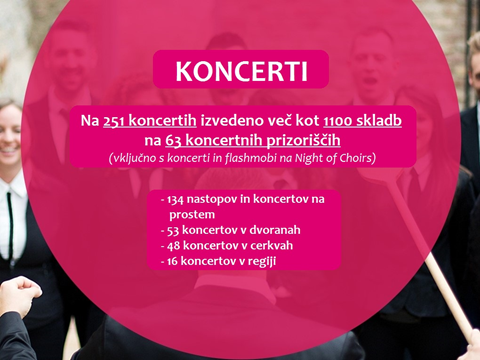 KONCERTI
Na 251 koncertih izvedeno več kot 1100 skladb
na 63 koncertnih prizoriščih
(vključno s koncerti in flashmobi na Night of Choirs)
- 134 nastopov in koncertov na
prostem
- 53 koncertov v dvoranah
- 48 koncertov v cerkvah
- 16 koncertov v regiji